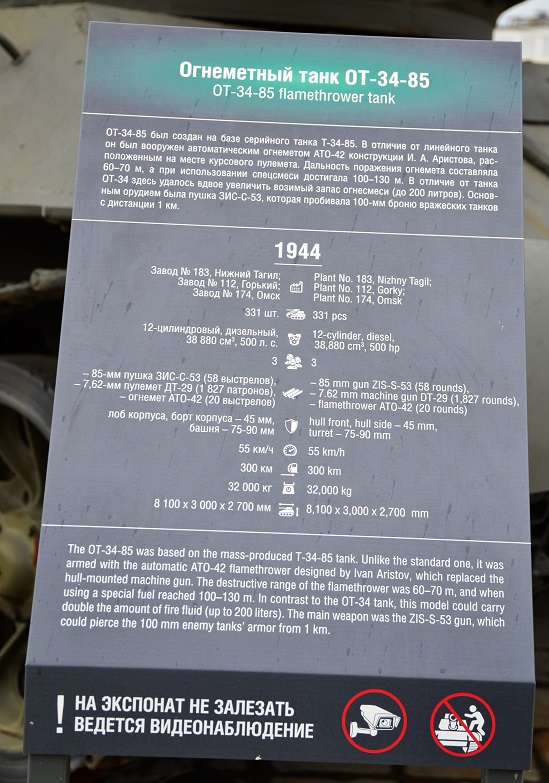 Огнеметный танк ОТ-34-85
OT-34-85 flamethrower tank
ОТ-34-85 был создан на базе серийного танка Т-34-85. В отличие от линейного танка
он был вооружен автоматическим огнеметом АТО-42 конструкции И. А. Аристова, рас-
положенным на месте курсового пулемета. Дальность поражения огнемета составляла
60–70 м, а при использовании спецсмеси достигала 100–130 м. В отличие от танка
ОТ-34 здесь удалось вдвое увеличить возимый запас огнесмеси (до 200 литров). Основ-
ным орудием была пушка ЗИС-С-53, которая пробивала 100-мм броню вражеских танков
с дистанции 1 км.
1944
Завод № 183, Нижний Тагил;
Завод № 112, Горький;
Завод № 174, Омск
Plant No. 183, Nizhny Tagil;
Plant No. 112, Gorky;
Plant No. 174, Omsk
331 шт. 331 pcs
12-цилиндровый, дизельный,
38 880 см³, 500 л. с.
12-cylinder, diesel,
38,880 cm³, 500 hp
3 3
– 85-мм пушка ЗИС-С-53 (58 выстрелов),
– 7,62-мм пулемет ДТ-29 (1 827 патронов),
– огнемет АТО-42 (20 выстрелов)
– 85 mm gun ZIS-S-53 (58 rounds),
– 7.62 mm machine gun DT-29 (1,827 rounds),
– flamethrower ATO-42 (20 rounds)
лоб корпуса, борт корпуса – 45 мм,
башня – 75-90 мм
hull front, hull side – 45 mm,
turret – 75-90 mm
55 км/ч 55 km/h
300 км 300 km
32 000 кг 32,000 kg
8 100 x 3 000 x 2 700 мм 8,100 x 3,000 x 2,700 mm
The OT-34-85 was based on the mass-produced T-34-85 tank. Unlike the standard one, it was
armed with the automatic ATO-42 flamethrower designed by Ivan Aristov, which replaced the
hull-mounted machine gun. The destructive range of the flamethrower was 60–70 m, and when
using a special fuel reached 100–130 m. In contrast to the OT-34 tank, this model could carry
double the amount of fire fluid (up to 200 liters). The main weapon was the ZIS-S-53 gun, which
could pierce the 100 mm enemy tanks' armor from 1 km.
! НА ЭКСПОНАТ НЕ ЗАЛЕЗАТЬ
ВЕДЕТСЯ ВИДЕОНАБЛЮДЕНИЕ